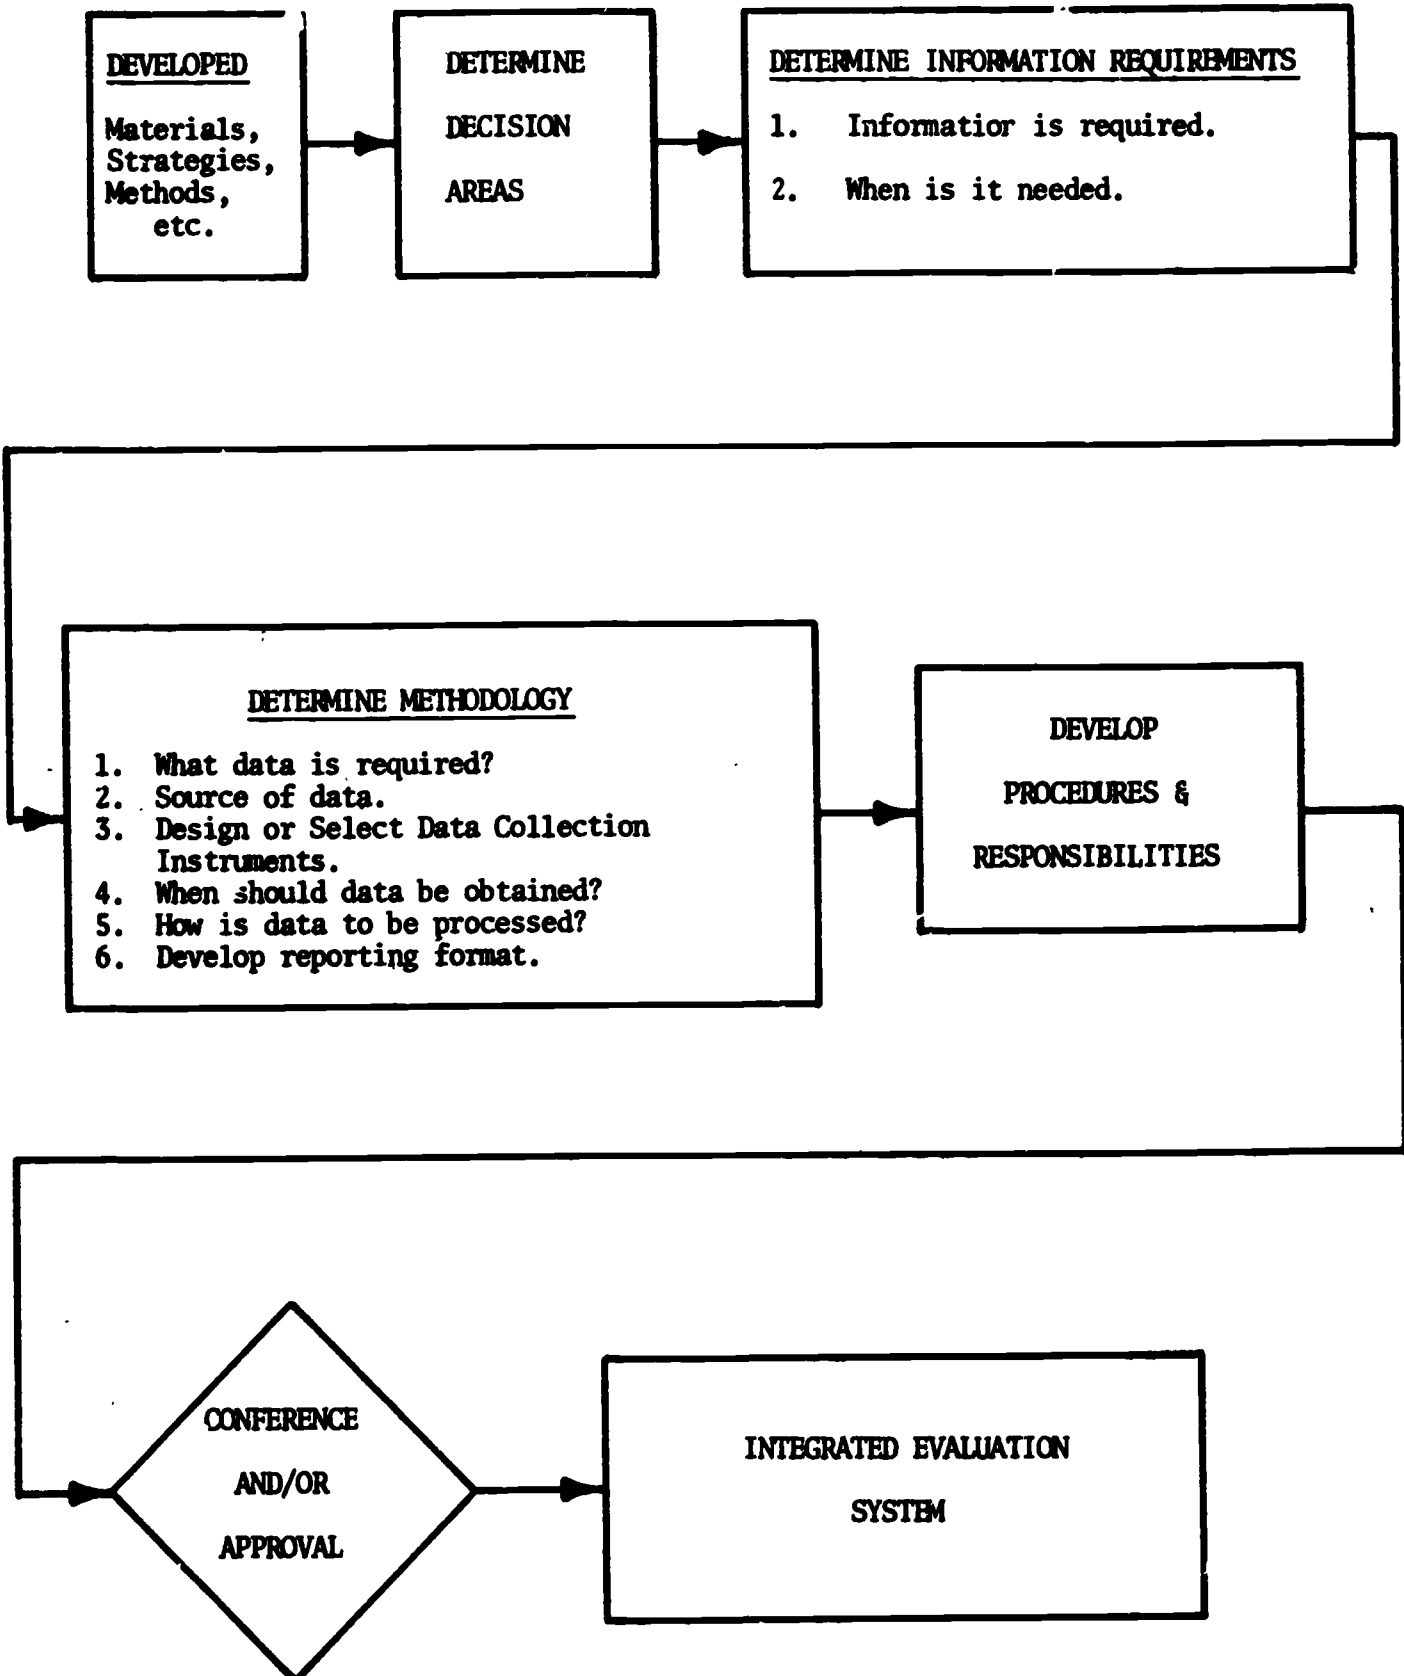 DEVELOPED
Materials,
Strategies,
Methods,
etc.
DETERMINE
DECISION
AREAS
DETERMINE INFORMATION REQUIREMENTS
1. Informatior is required.
2. When is it needed.
DETERMINE METHODOLOGY
1. What data is required?
2. Source of data.
3. Design or Select Data Collection
Instruments.
4. When should data be obtained?
5. How is data to be processed?
6. Develop reporting format.
DEVELOP
PROCEDURES &
RESPONSIBILITIES
CONFERENCE
AND/OR
APPROVAL
INTEGRATED EVALUATION
SYSTEM